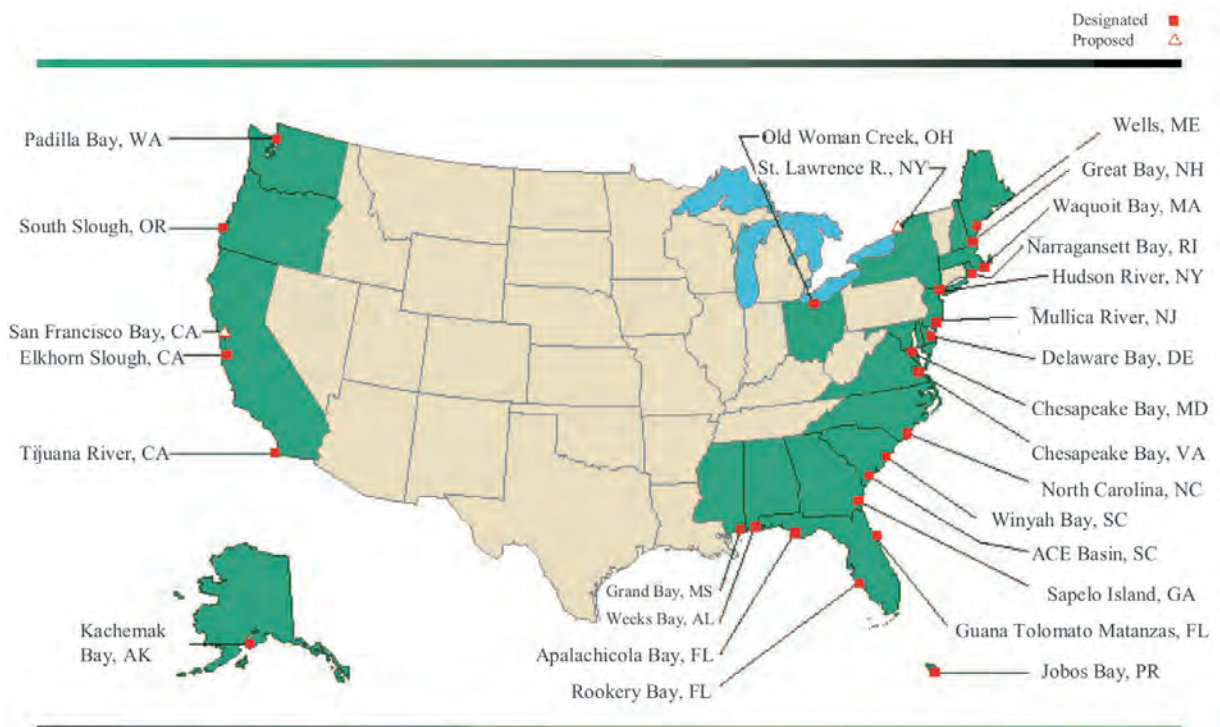 Designated
Proposed
Padilla Bay, WA
South Slough, OR
San Francisco Bay, CA
Elkhorn Slough, CA
Tijuana River, CA
Kachemak
Bay, AK
Old Woman Creek, OH
St. Lawrence R., NY
Wells, ME
Great Bay, NH
Waquoit Bay, MA
Narragansett Bay, RI
Hudson River, NY
Mullica River, NJ
Delaware Bay, DE
Chesapeake Bay, MD
Chesapeake Bay, VA
North Carolina, NC
Winyah Bay, SC
ACE Basin, SC
Sapelo Island, GA
Guana Tolomato Matanzas, FL
Jobos Bay, PR
Grand Bay, MS
Weeks Bay, AL
Apalachicola Bay, FL
Rookery Bay, FL